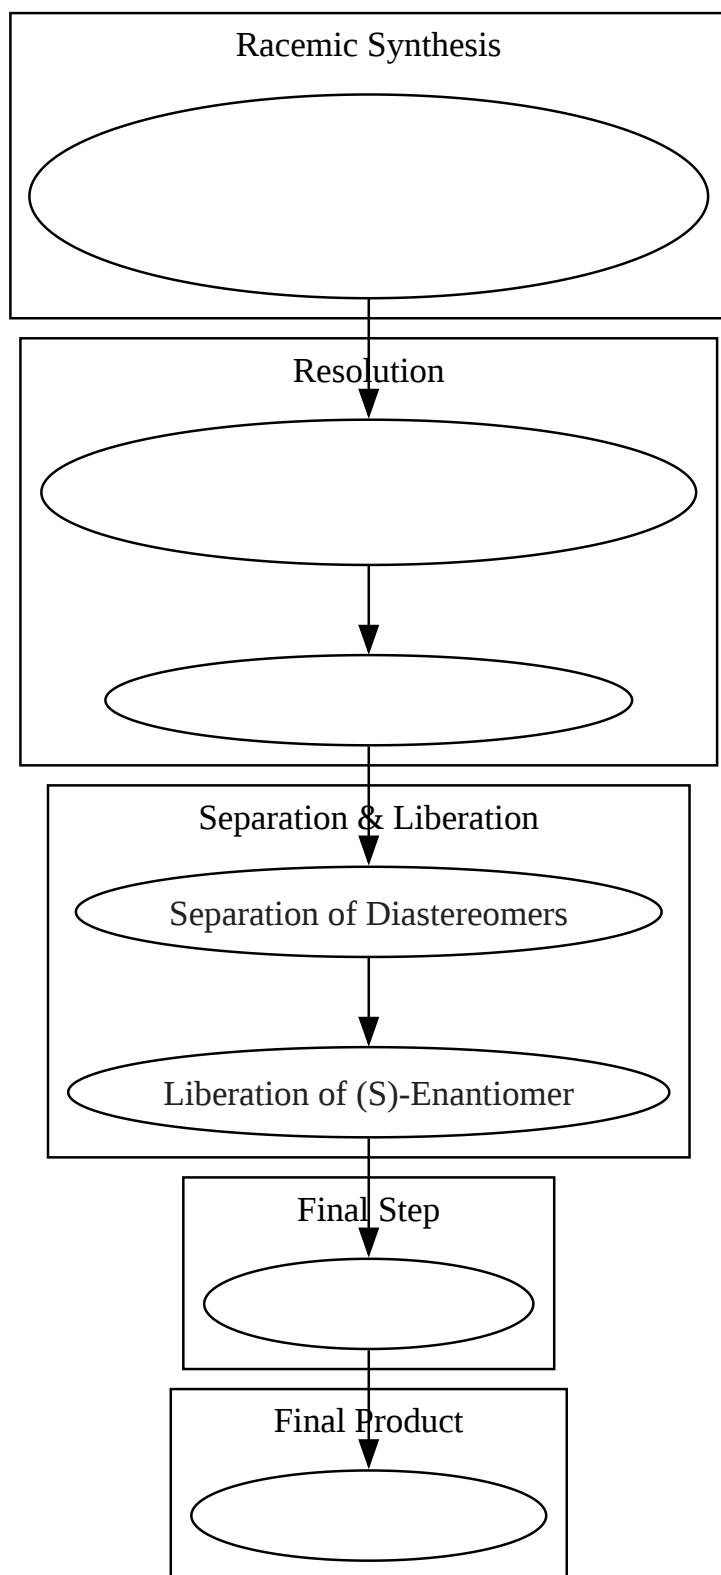 Racemic Synthesis
Resolution
Separation & Liberation
Separation of Diastereomers
Liberation of (S)-Enantiomer
Final Step
Final Product